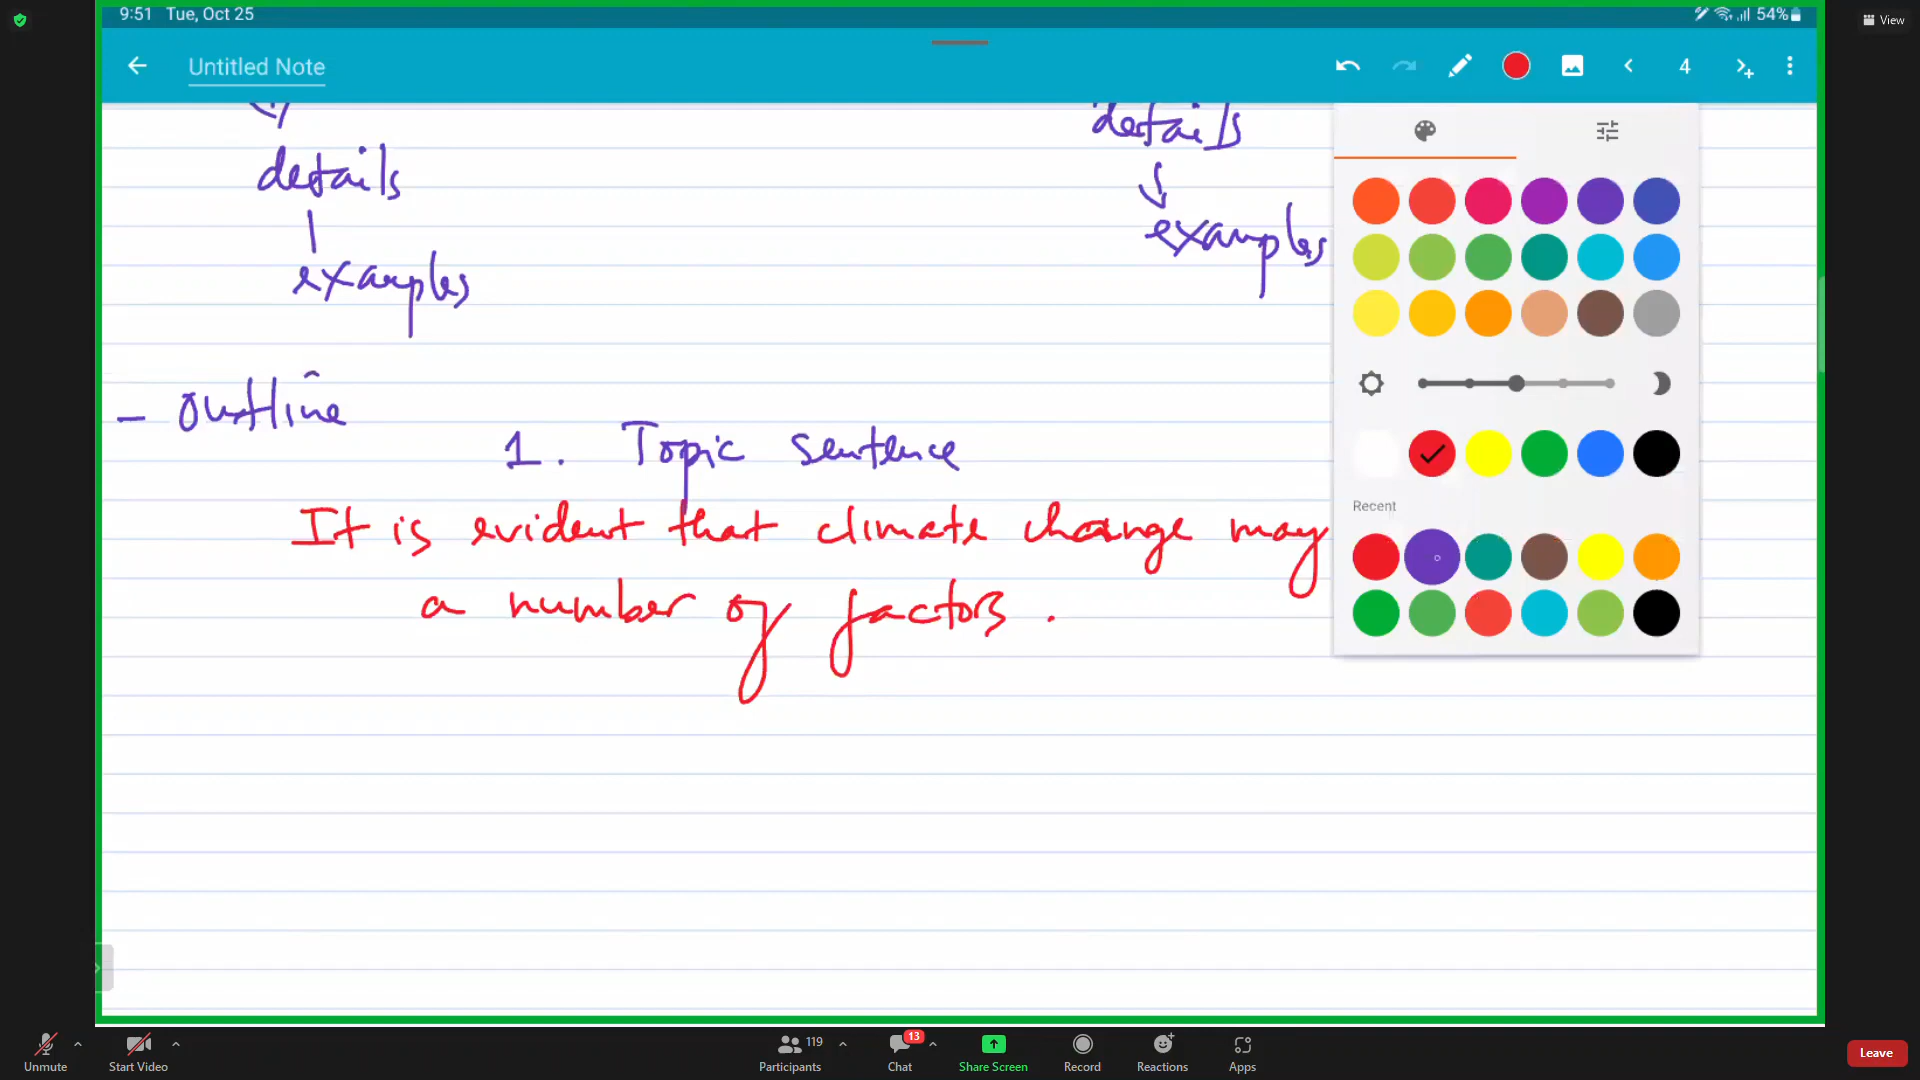 9:51 Tue, Oct 25
54%
View
Untitled Note
4
details
details
examples
examples
- Outline
1. Topic sentence
It is evident that climate change may
a number of factors.
Recent
Unmute
Start Video
119
Participants
13
Chat
Share Screen
Record
Reactions
Apps
Leave